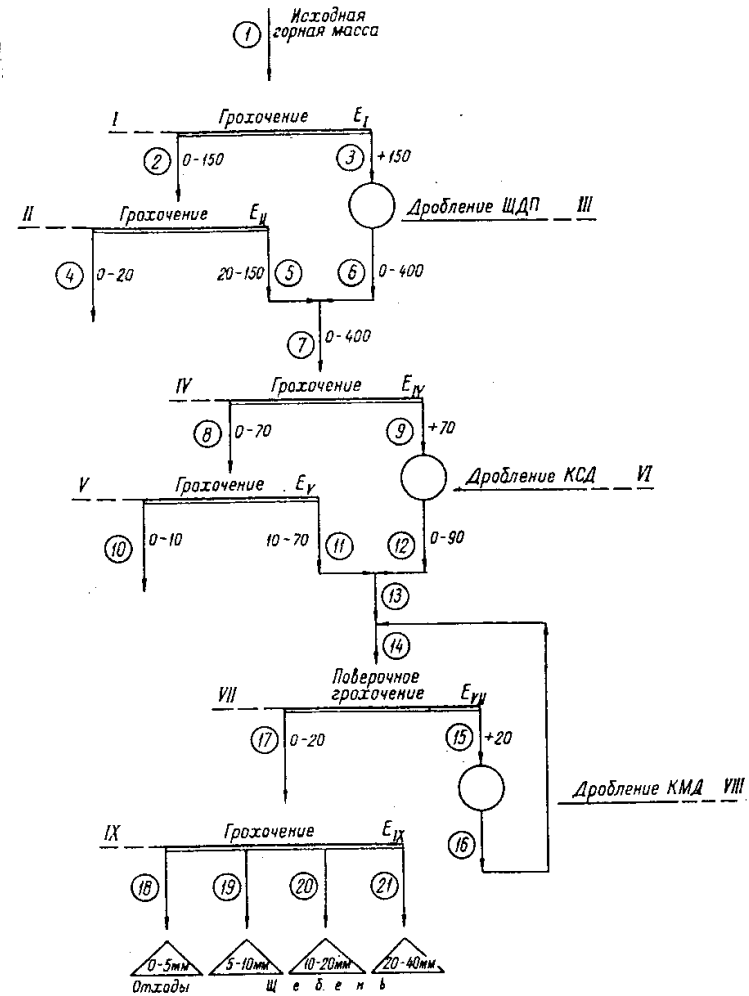 Исходная
горная масса
1
I Грохочение E_I
2 0-150 3 +150
Дробление ЩДП III
II Грохочение E_II
4 0-20 20-150 5 6 0-400
7 0-400
IV Грохочение E_IV
8 0-70 9 +70
Дробление КСД VI
V Грохочение E_V
10 0-10 10-70 11 12 0-90
13
14
Поверочное
VII грохочение E_VII
17 0-20 15 +20
Дробление КМД VIII
16
IX Грохочение E_IX
18 19 20 21
0-5мм 5-10мм 10-20мм 20-40мм
Отходы Щебень